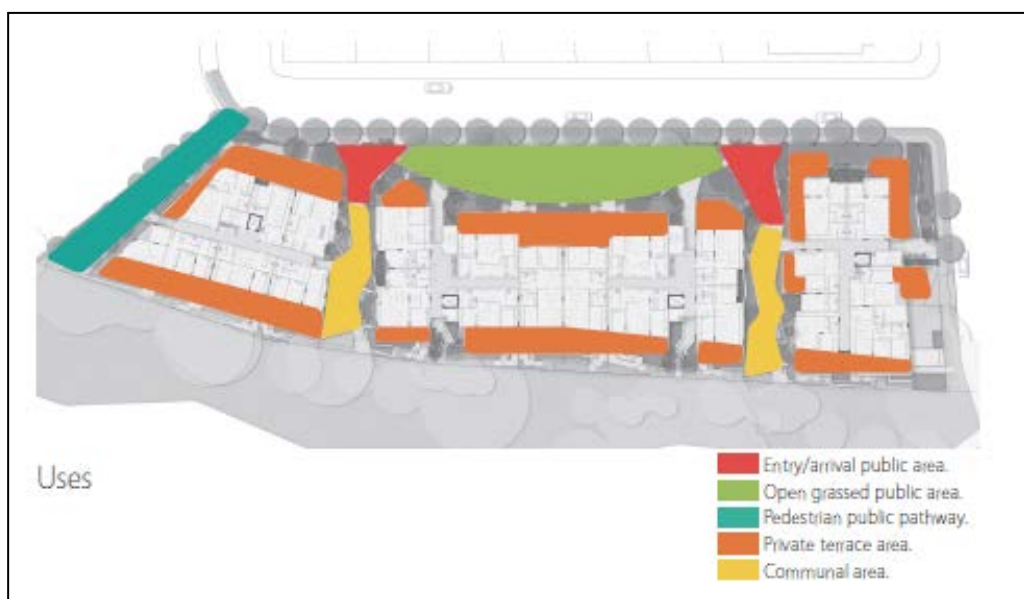 Uses
Entry/arrival public area.
Open grassed public area.
Pedestrian public pathway.
Private terrace area.
Communal area.